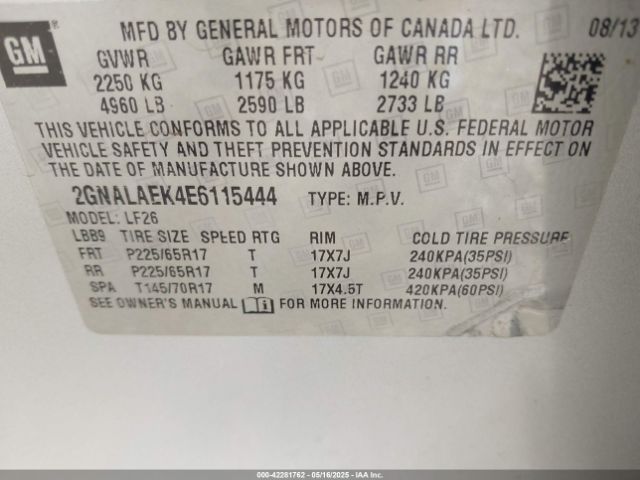 GM
MFD BY GENERAL MOTORS OF CANADA LTD. 08/13
GVWR GAWR FRT GAWR RR
2250 KG 1175 KG 1240 KG
4960 LB 2590 LB 2733 LB
THIS VEHICLE CONFORMS TO ALL APPLICABLE U.S. FEDERAL MOTOR
VEHICLE SAFETY AND THEFT PREVENTION STANDARDS IN EFFECT ON
THE DATE OF MANUFACTURE SHOWN ABOVE.
2GNALAEK4E6115444 TYPE: M.P.V.
MODEL: LF26
LBB9 TIRE SIZE SPEED RTG RIM COLD TIRE PRESSURE
FRT P225/65R17 T 17X7J 240KPA(35PSI)
RR P225/65R17 T 17X7J 240KPA(35PSI)
SPA T145/70R17 M 17X4.5T 420KPA(60PSI)
SEE OWNER'S MANUAL FOR MORE INFORMATION.
000-42281762 - 05/16/2025 - IAAI.COM